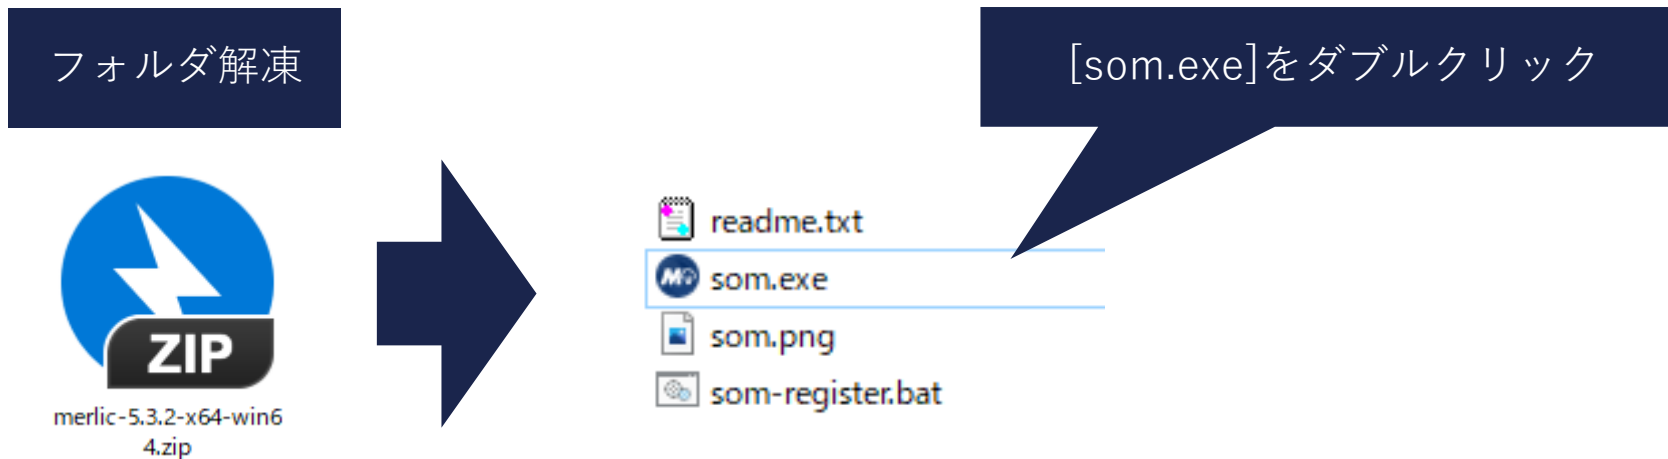 フォルダ解凍
[som.exe]をダブルクリック
ZIP
merlic-5.3.2-x64-win6
4.zip
readme.txt
som.exe
som.png
som-register.bat